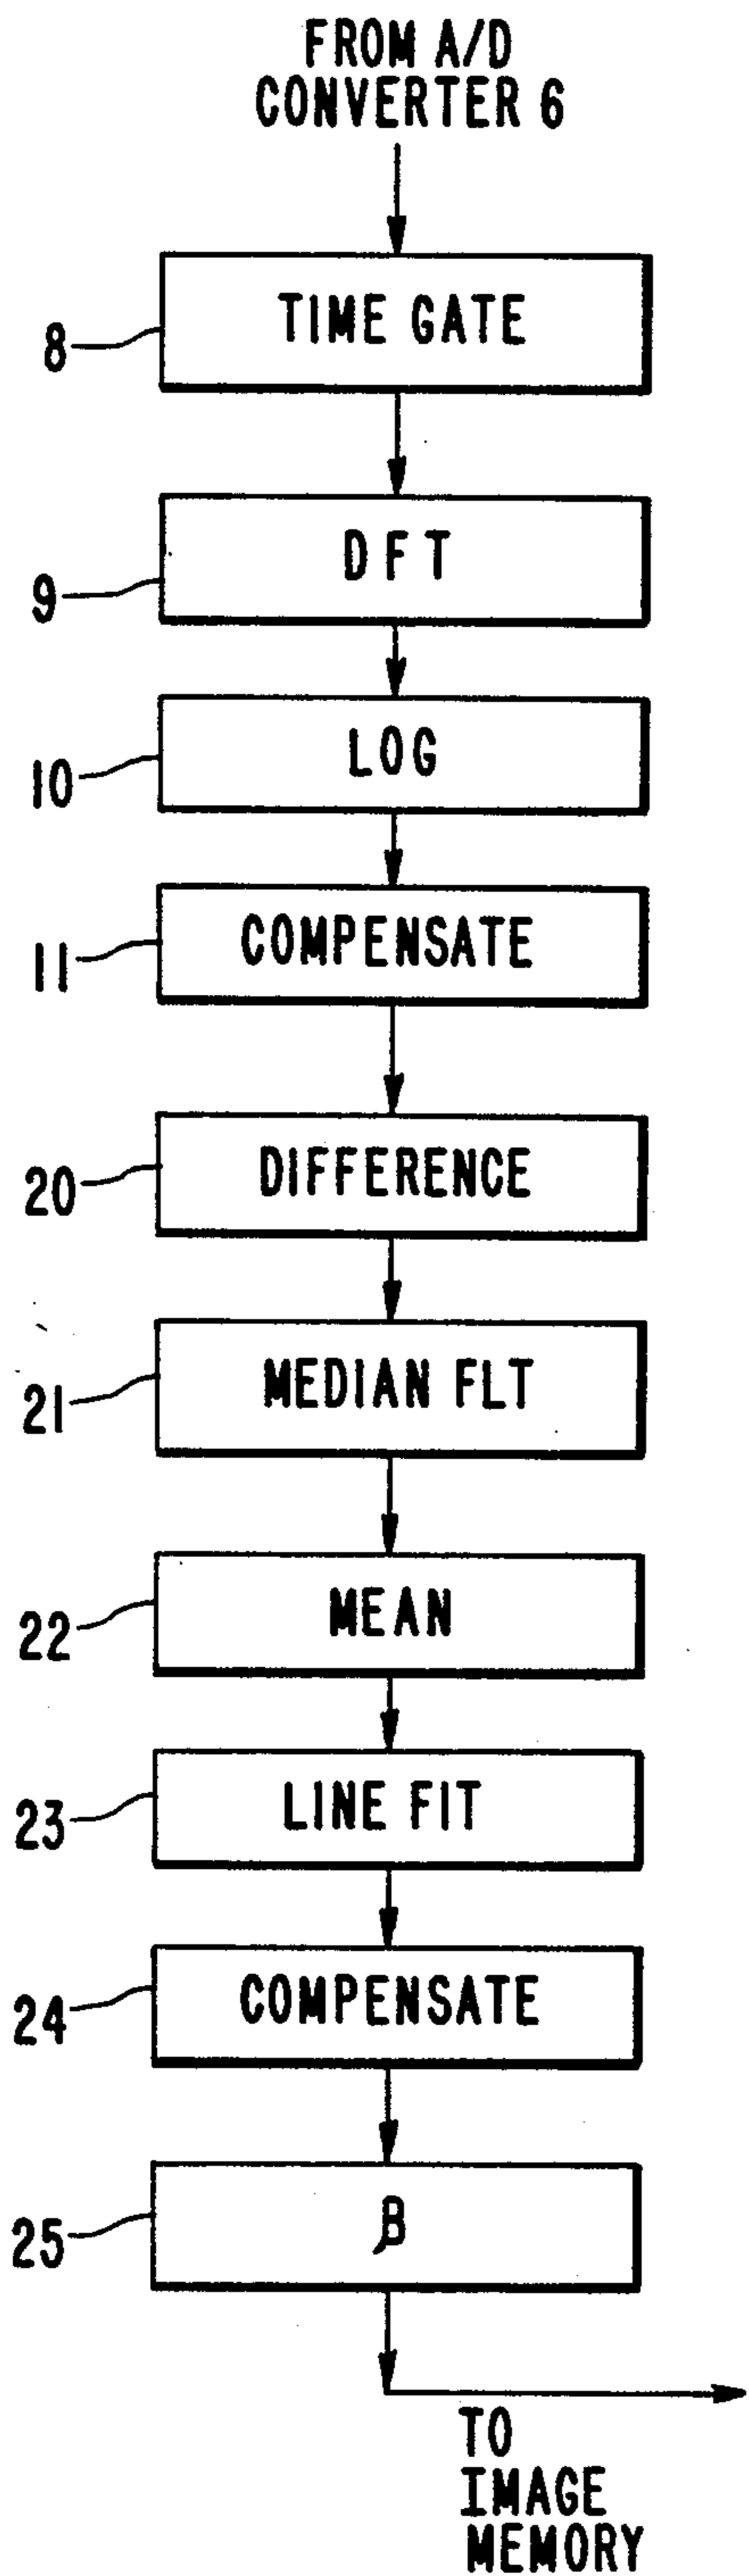 FROM A/D
CONVERTER 6
TIME GATE
8
DFT
9
LOG
10
COMPENSATE
11
DIFFERENCE
20
MEDIAN FLT
21
MEAN
22
LINE FIT
23
COMPENSATE
24
β
25
TO
IMAGE
MEMORY